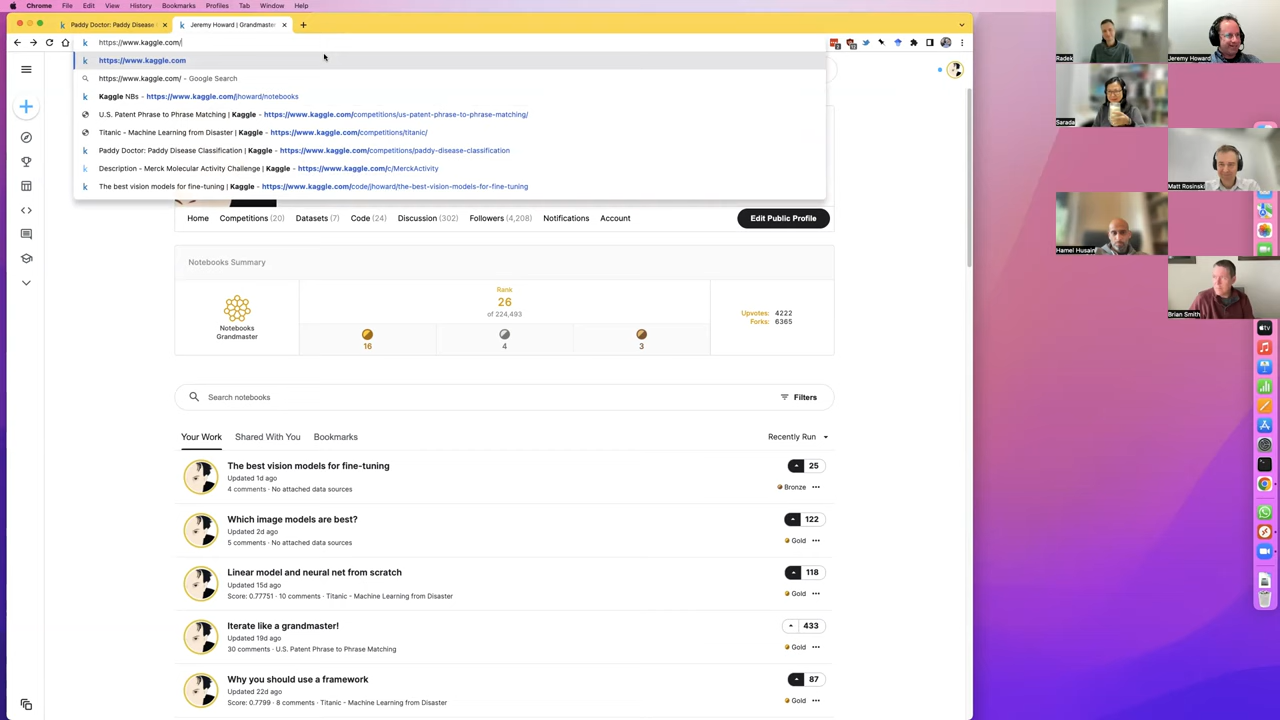 Chrome File Edit View History Bookmarks Profiles Tab Window Help
Paddy Doctor: Paddy Disease
Jeremy Howard | Grandmaster
https://www.kaggle.com/
https://www.kaggle.com
https://www.kaggle.com/ - Google Search
Kaggle NBs - https://www.kaggle.com/jhoward/notebooks
U.S. Patent Phrase to Phrase Matching | Kaggle - https://www.kaggle.com/competitions/us-patent-phrase-to-phrase-matching/
Titanic - Machine Learning from Disaster | Kaggle - https://www.kaggle.com/competitions/titanic/
Paddy Doctor: Paddy Disease Classification | Kaggle - https://www.kaggle.com/competitions/paddy-disease-classification
Description - Merck Molecular Activity Challenge | Kaggle - https://www.kaggle.com/c/MerckActivity
The best vision models for fine-tuning | Kaggle - https://www.kaggle.com/code/jhoward/the-best-vision-models-for-fine-tuning
Home Competitions (20) Datasets (7) Code (24) Discussion (302) Followers (4,208) Notifications Account Edit Public Profile
Notebooks Summary
Notebooks
Grandmaster
Rank
26
of 224,493
16 4 3
Upvotes: 4222
Forks: 6365
Search notebooks Filters
Your Work Shared With You Bookmarks Recently Run
The best vision models for fine-tuning 25
Updated 1d ago
4 comments · No attached data sources Bronze
Which image models are best? 122
Updated 2d ago
5 comments · No attached data sources Gold
Linear model and neural net from scratch 118
Updated 15d ago
Score: 0.77751 · 10 comments · Titanic - Machine Learning from Disaster Gold
Iterate like a grandmaster! 433
Updated 19d ago
30 comments · U.S. Patent Phrase to Phrase Matching Gold
Why you should use a framework 87
Updated 22d ago
Score: 0.7799 · 8 comments · Titanic - Machine Learning from Disaster Gold
Radek
Jeremy Howard
Sarada
Matt Rosinski
Hamel Husain
Brian Smith